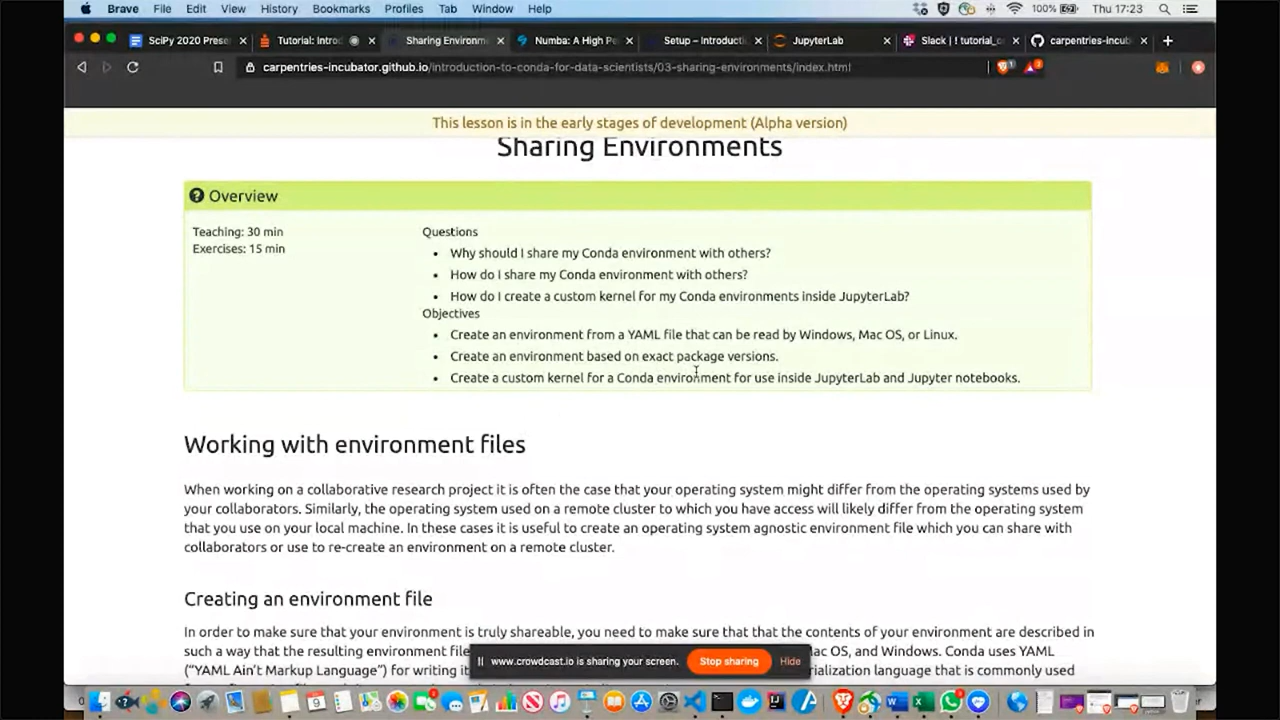 Brave File Edit View History Bookmarks Profiles Tab Window Help 100% Thu 17:23
SciPy 2020 Prese Tutorial: Introd Sharing Environm Numba: A High P Setup – Introducti JupyterLab Slack | ! tutorial_c carpentries-incub
carpentries-incubator.github.io/introduction-to-conda-for-data-scientists/03-sharing-environments/index.html
This lesson is in the early stages of development (Alpha version)
Sharing Environments
Overview
Teaching: 30 min
Exercises: 15 min
Questions
Why should I share my Conda environment with others?
How do I share my Conda environment with others?
How do I create a custom kernel for my Conda environments inside JupyterLab?
Objectives
Create an environment from a YAML file that can be read by Windows, Mac OS, or Linux.
Create an environment based on exact package versions.
Create a custom kernel for a Conda environment for use inside JupyterLab and Jupyter notebooks.
Working with environment files
When working on a collaborative research project it is often the case that your operating system might differ from the operating systems used by
your collaborators. Similarly, the operating system used on a remote cluster to which you have access will likely differ from the operating system
that you use on your local machine. In these cases it is useful to create an operating system agnostic environment file which you can share with
collaborators or use to re-create an environment on a remote cluster.
Creating an environment file
In order to make sure that your environment is truly shareable, you need to make sure that that the contents of your environment are described in
such a way that the resulting environment file Mac OS, and Windows. Conda uses YAML
("YAML Ain't Markup Language") for writing it serialization language that is commonly used
www.crowdcast.io is sharing your screen. Stop sharing Hide